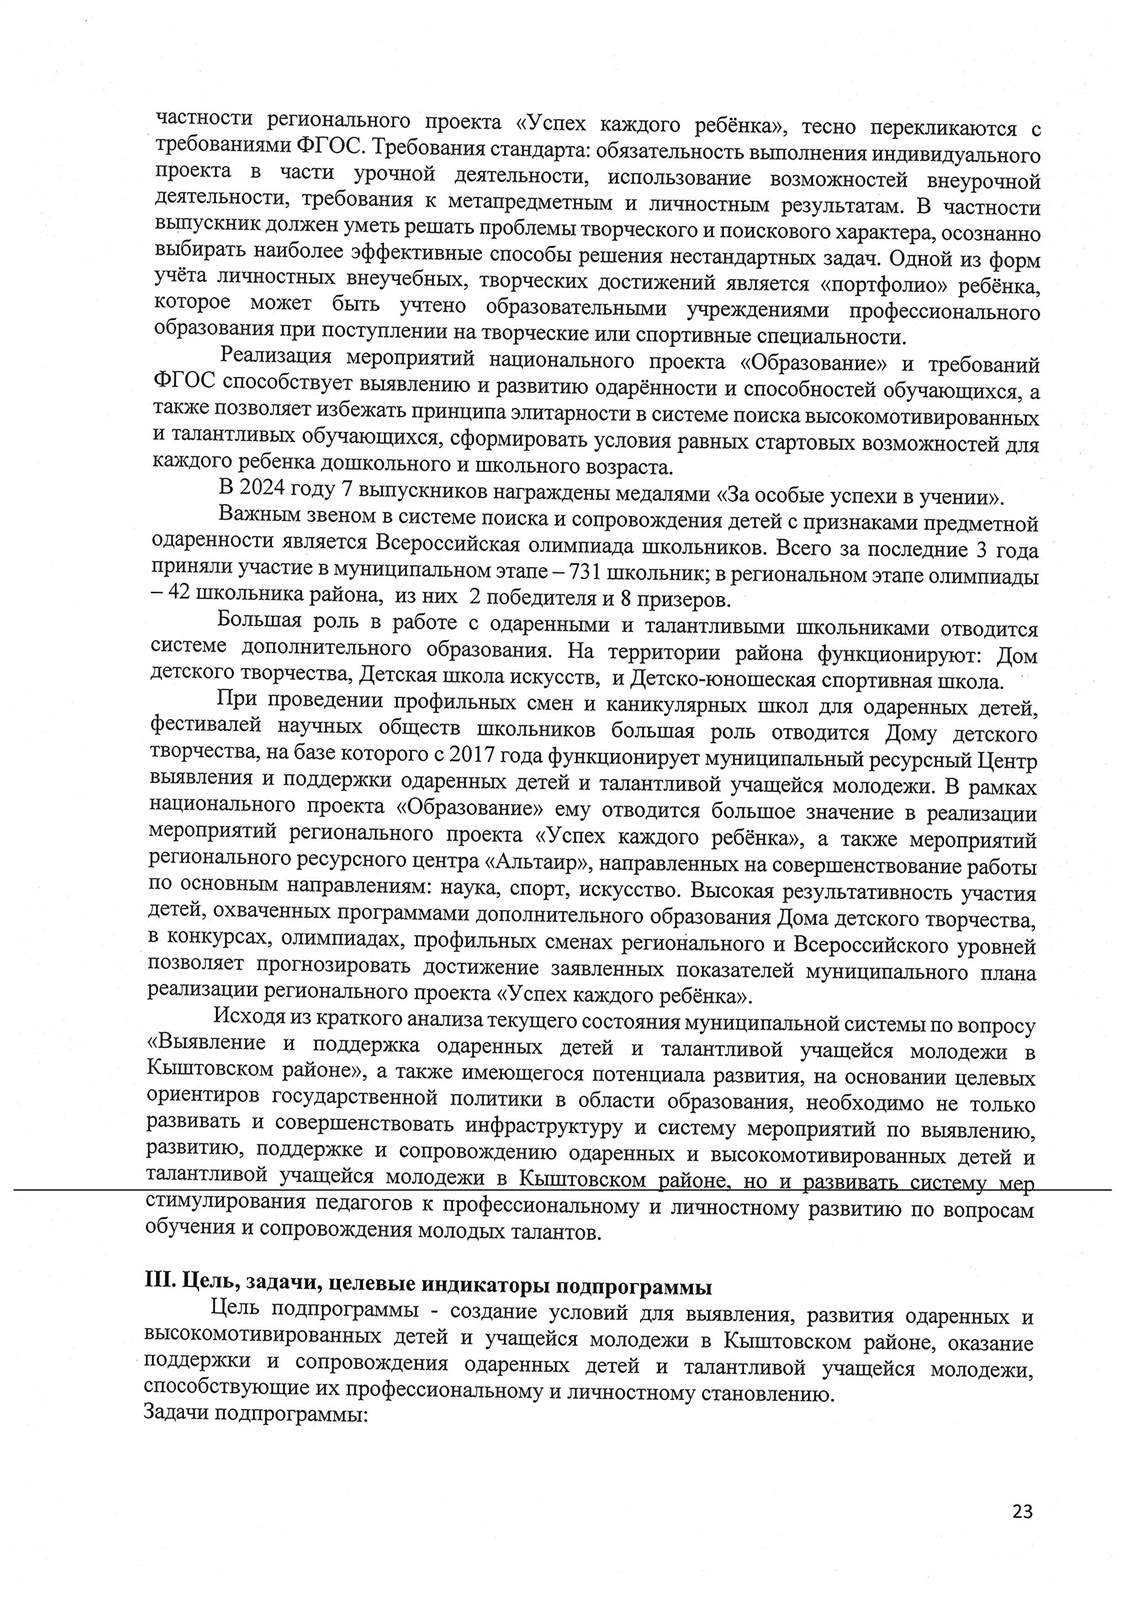 частности регионального проекта «Успех каждого ребёнка», тесно перекликаются с
требованиями ФГОС. Требования стандарта: обязательность выполнения индивидуального
проекта в части урочной деятельности, использование возможностей внеурочной
деятельности, требования к метапредметным и личностным результатам. В частности
выпускник должен уметь решать проблемы творческого и поискового характера, осознанно
выбирать наиболее эффективные способы решения нестандартных задач. Одной из форм
учёта личностных внеучебных, творческих достижений является «портфолио» ребёнка,
которое может быть учтено образовательными учреждениями профессионального
образования при поступлении на творческие или спортивные специальности.
Реализация мероприятий национального проекта «Образование» и требований
ФГОС способствует выявлению и развитию одарённости и способностей обучающихся, а
также позволяет избежать принципа элитарности в системе поиска высокомотивированных
и талантливых обучающихся, сформировать условия равных стартовых возможностей для
каждого ребенка дошкольного и школьного возраста.
В 2024 году 7 выпускников награждены медалями «За особые успехи в учении».
Важным звеном в системе поиска и сопровождения детей с признаками предметной
одаренности является Всероссийская олимпиада школьников. Всего за последние 3 года
приняли участие в муниципальном этапе – 731 школьник; в региональном этапе олимпиады
– 42 школьника района, из них 2 победителя и 8 призеров.
Большая роль в работе с одаренными и талантливыми школьниками отводится
системе дополнительного образования. На территории района функционируют: Дом
детского творчества, Детская школа искусств, и Детско-юношеская спортивная школа.
При проведении профильных смен и каникулярных школ для одаренных детей,
фестивалей научных обществ школьников большая роль отводится Дому детского
творчества, на базе которого с 2017 года функционирует муниципальный ресурсный Центр
выявления и поддержки одаренных детей и талантливой учащейся молодежи. В рамках
национального проекта «Образование» ему отводится большое значение в реализации
мероприятий регионального проекта «Успех каждого ребёнка», а также мероприятий
регионального ресурсного центра «Альтаир», направленных на совершенствование работы
по основным направлениям: наука, спорт, искусство. Высокая результативность участия
детей, охваченных программами дополнительного образования Дома детского творчества,
в конкурсах, олимпиадах, профильных сменах регионального и Всероссийского уровней
позволяет прогнозировать достижение заявленных показателей муниципального плана
реализации регионального проекта «Успех каждого ребёнка».
Исходя из краткого анализа текущего состояния муниципальной системы по вопросу
«Выявление и поддержка одаренных детей и талантливой учащейся молодежи в
Кыштовском районе», а также имеющегося потенциала развития, на основании целевых
ориентиров государственной политики в области образования, необходимо не только
развивать и совершенствовать инфраструктуру и систему мероприятий по выявлению,
развитию, поддержке и сопровождению одаренных и высокомотивированных детей и
талантливой учащейся молодежи в Кыштовском районе, но и развивать систему мер
стимулирования педагогов к профессиональному и личностному развитию по вопросам
обучения и сопровождения молодых талантов.
III. Цель, задачи, целевые индикаторы подпрограммы
Цель подпрограммы - создание условий для выявления, развития одаренных и
высокомотивированных детей и учащейся молодежи в Кыштовском районе, оказание
поддержки и сопровождения одаренных детей и талантливой учащейся молодежи,
способствующие их профессиональному и личностному становлению.
Задачи подпрограммы:
23